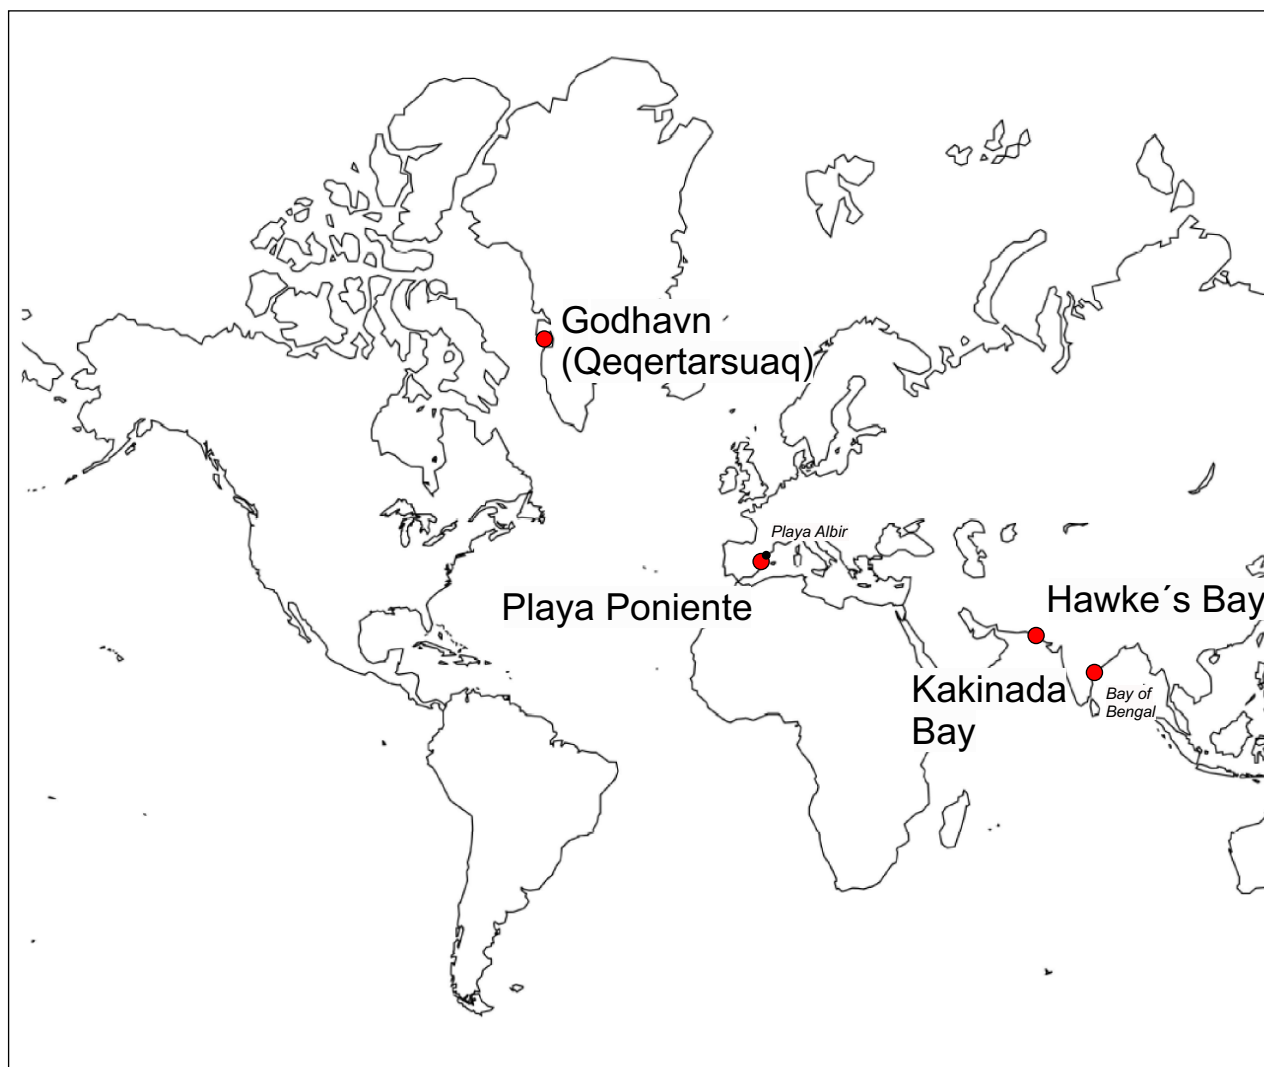 Godhavn
(Qeqertarsuaq)
Playa Albir
Playa Poniente
Hawke´s Bay
Kakinada
Bay
Bay of
Bengal